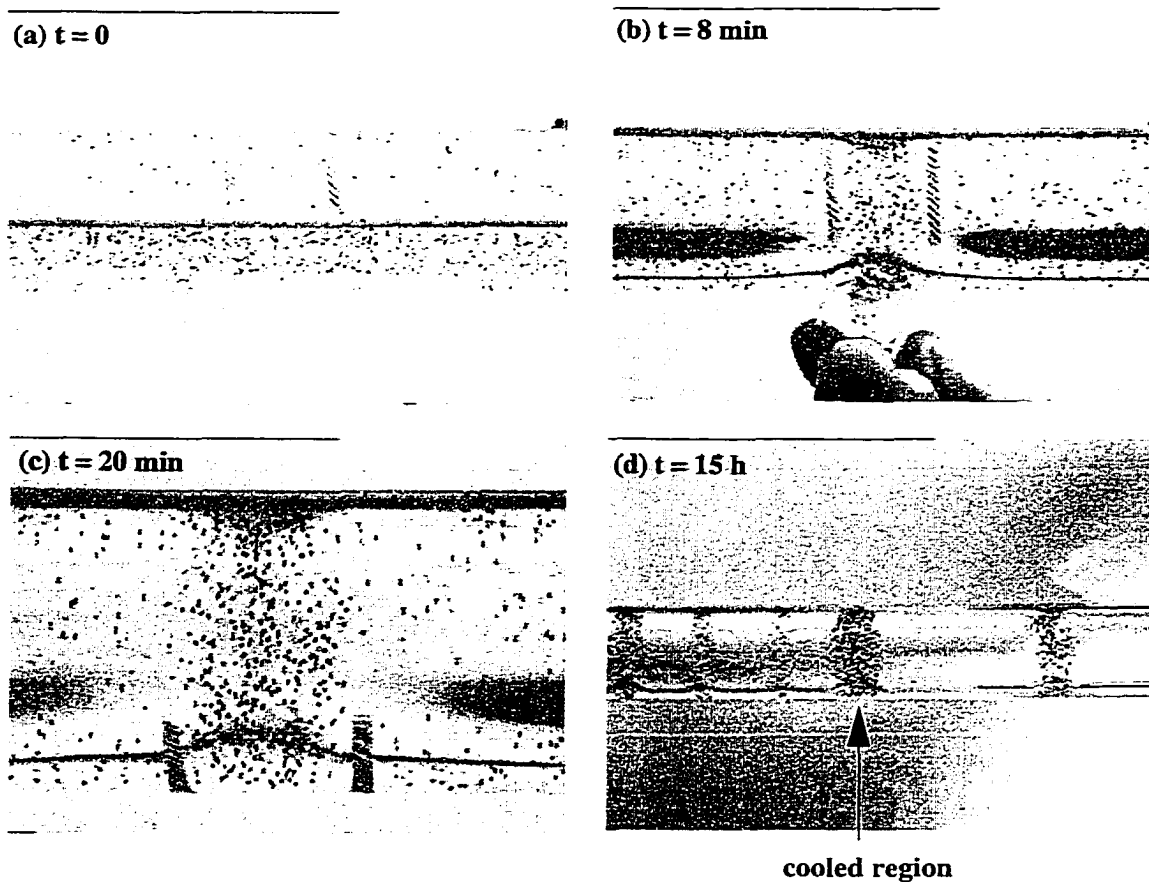 (a) t = 0
(b) t = 8 min
(c) t = 20 min
(d) t = 15 h
cooled region